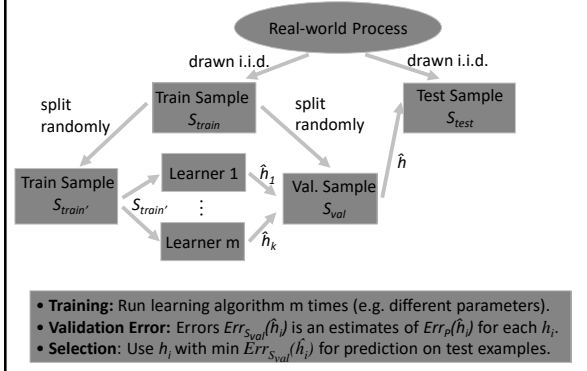 Real-world Process
drawn i.i.d.
drawn i.i.d.
Train Sample
S_train
Test Sample
S_test
split
randomly
split
randomly
Train Sample
S_train'
S_train'
Learner 1
⋮
Learner m
ĥ_1
ĥ_k
Val. Sample
S_val
ĥ
• Training: Run learning algorithm m times (e.g. different parameters).
• Validation Error: Errors Err_S_val(ĥ_i) is an estimates of Err_P(ĥ_i) for each h_i.
• Selection: Use h_i with min Err_S_val(ĥ_i) for prediction on test examples.